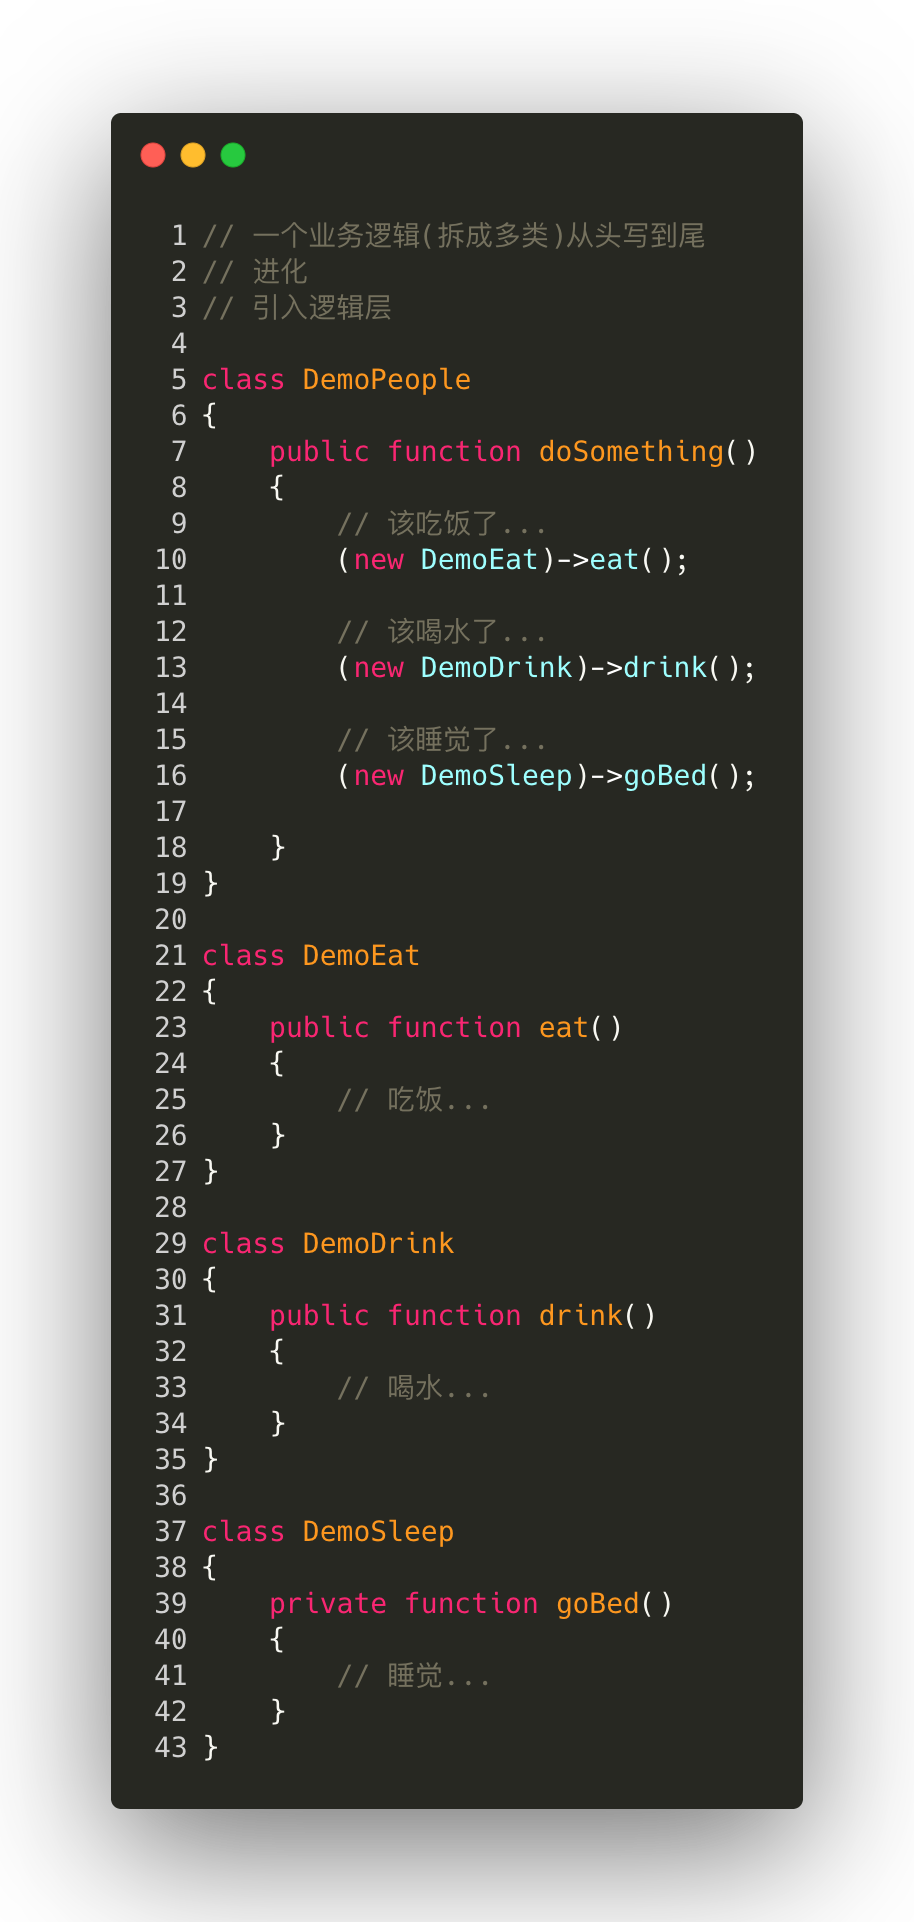 1 // 一个业务逻辑(拆成多类)从头写到尾
2 // 进化
3 // 引入逻辑层
4
5 class DemoPeople
6 {
7     public function doSomething()
8     {
9         // 该吃饭了...
10         (new DemoEat)->eat();
11
12         // 该喝水了...
13         (new DemoDrink)->drink();
14
15         // 该睡觉了...
16         (new DemoSleep)->goBed();
17
18     }
19 }
20
21 class DemoEat
22 {
23     public function eat()
24     {
25         // 吃饭...
26     }
27 }
28
29 class DemoDrink
30 {
31     public function drink()
32     {
33         // 喝水...
34     }
35 }
36
37 class DemoSleep
38 {
39     private function goBed()
40     {
41         // 睡觉...
42     }
43 }